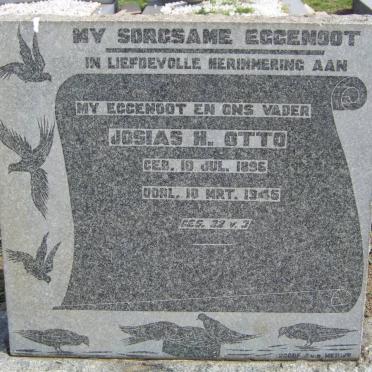 MY SORGSAME EGGENOOT
IN LIEFDEVOLLE HERINNERING AAN
MY EGGENOOT EN ONS VADER
JOSIAS H. OTTO
GEB. 10 JUL. 1896
OORL. 10 MRT. 1945
GES. 33 v. 3